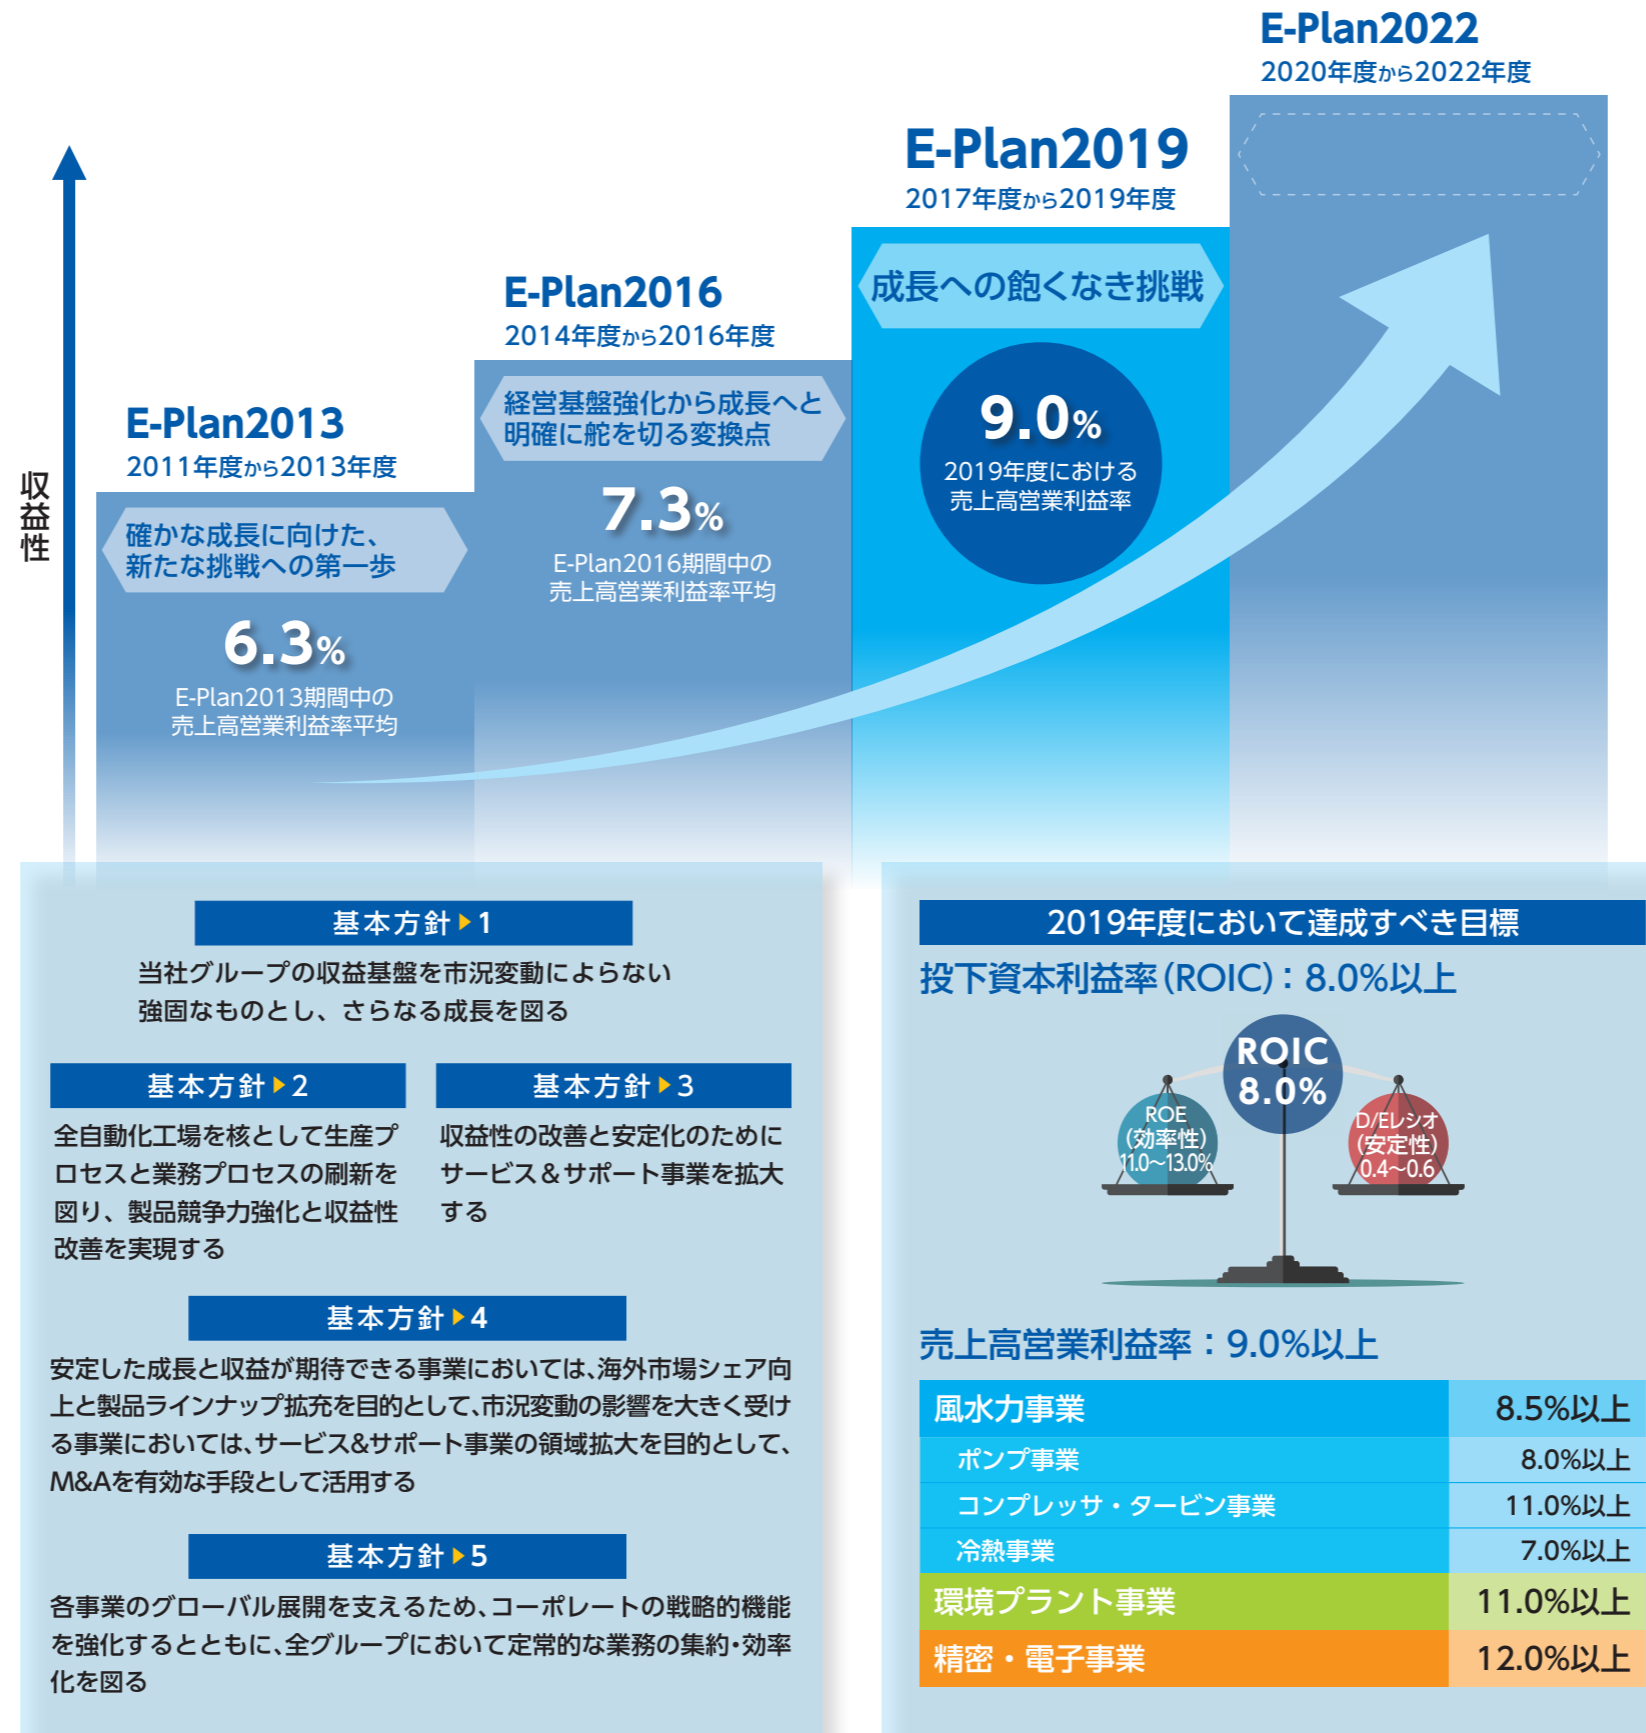 E-Plan2022
2020年度から2022年度
E-Plan2019
2017年度から2019年度
成長への飽くなき挑戦
9.0%
2019年度における
売上高営業利益率
E-Plan2016
2014年度から2016年度
経営基盤強化から成長へと
明確に舵を切る変換点
7.3%
E-Plan2016期間中の
売上高営業利益率平均
E-Plan2013
2011年度から2013年度
確かな成長に向けた、
新たな挑戦への第一歩
6.3%
E-Plan2013期間中の
売上高営業利益率平均
収益性
基本方針▶1
当社グループの収益基盤を市況変動によらない
強固なものとし、さらなる成長を図る
基本方針▶2
全自動化工場を核として生産プ
ロセスと業務プロセスの刷新を
図り、製品競争力強化と収益性
改善を実現する
基本方針▶3
収益性の改善と安定化のために
サービス＆サポート事業を拡大
する
基本方針▶4
安定した成長と収益が期待できる事業においては、海外市場シェア向
上と製品ラインナップ拡充を目的として、市況変動の影響を大きく受け
る事業においては、サービス&サポート事業の領域拡大を目的として、
M&Aを有効な手段として活用する
基本方針▶5
各事業のグローバル展開を支えるため、コーポレートの戦略的機能
を強化するとともに、全グループにおいて定常的な業務の集約・効率
化を図る
2019年度において達成すべき目標
投下資本利益率（ROIC）：8.0%以上
ROIC
8.0%
ROE
(効率性)
11.0〜13.0%
D/Eレシオ
(安定性)
0.4〜0.6
売上高営業利益率：9.0%以上
風水力事業 8.5%以上
ポンプ事業 8.0%以上
コンプレッサ・タービン事業 11.0%以上
冷熱事業 7.0%以上
環境プラント事業 11.0%以上
精密・電子事業 12.0%以上